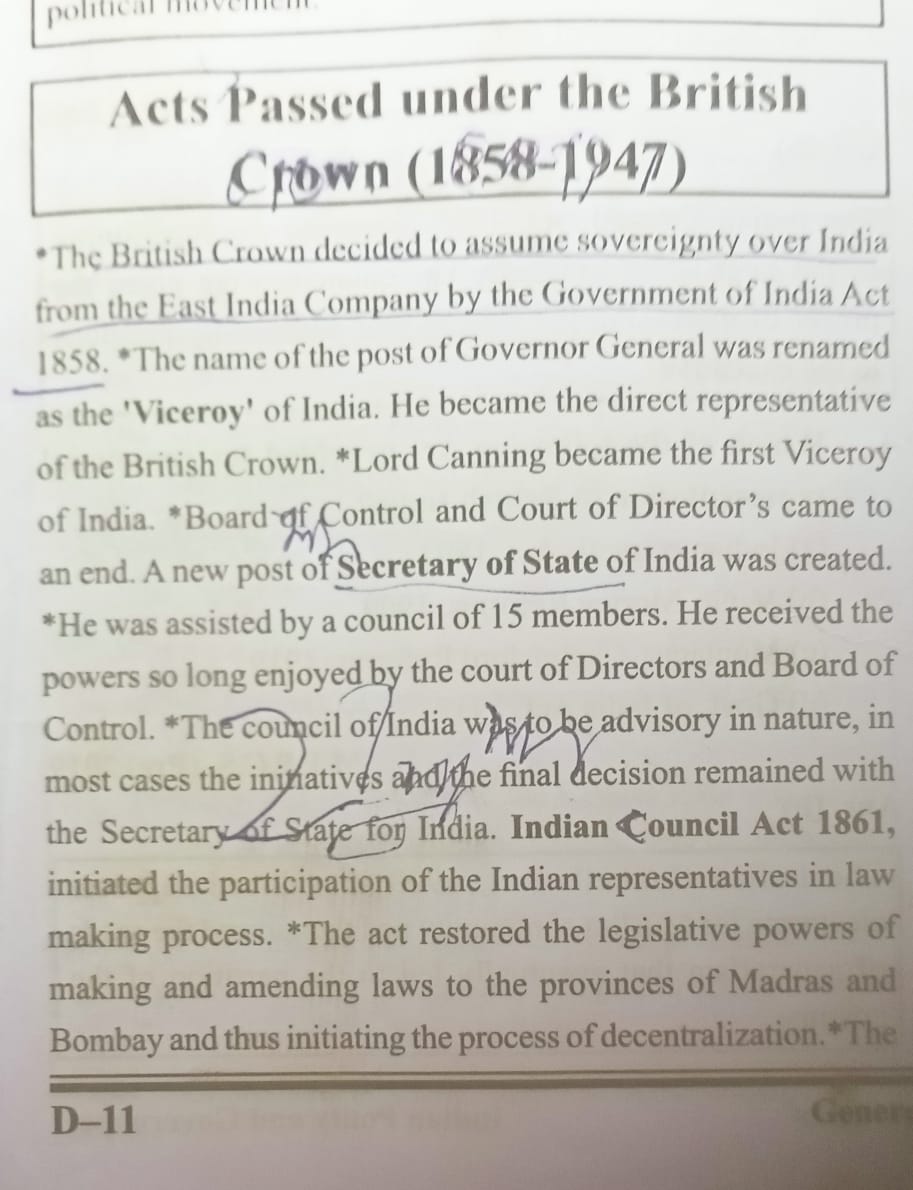 political movement.
Acts Passed under the British
Crown (1858-1947)
*The British Crown decided to assume sovereignty over India
from the East India Company by the Government of India Act
1858. *The name of the post of Governor General was renamed
as the 'Viceroy' of India. He became the direct representative
of the British Crown. *Lord Canning became the first Viceroy
of India. *Board of Control and Court of Director's came to
an end. A new post of Secretary of State of India was created.
*He was assisted by a council of 15 members. He received the
powers so long enjoyed by the court of Directors and Board of
Control. *The council of India was to be advisory in nature, in
most cases the initiatives and the final decision remained with
the Secretary of State for India. Indian Council Act 1861,
initiated the participation of the Indian representatives in law
making process. *The act restored the legislative powers of
making and amending laws to the provinces of Madras and
Bombay and thus initiating the process of decentralization.*The
D–11